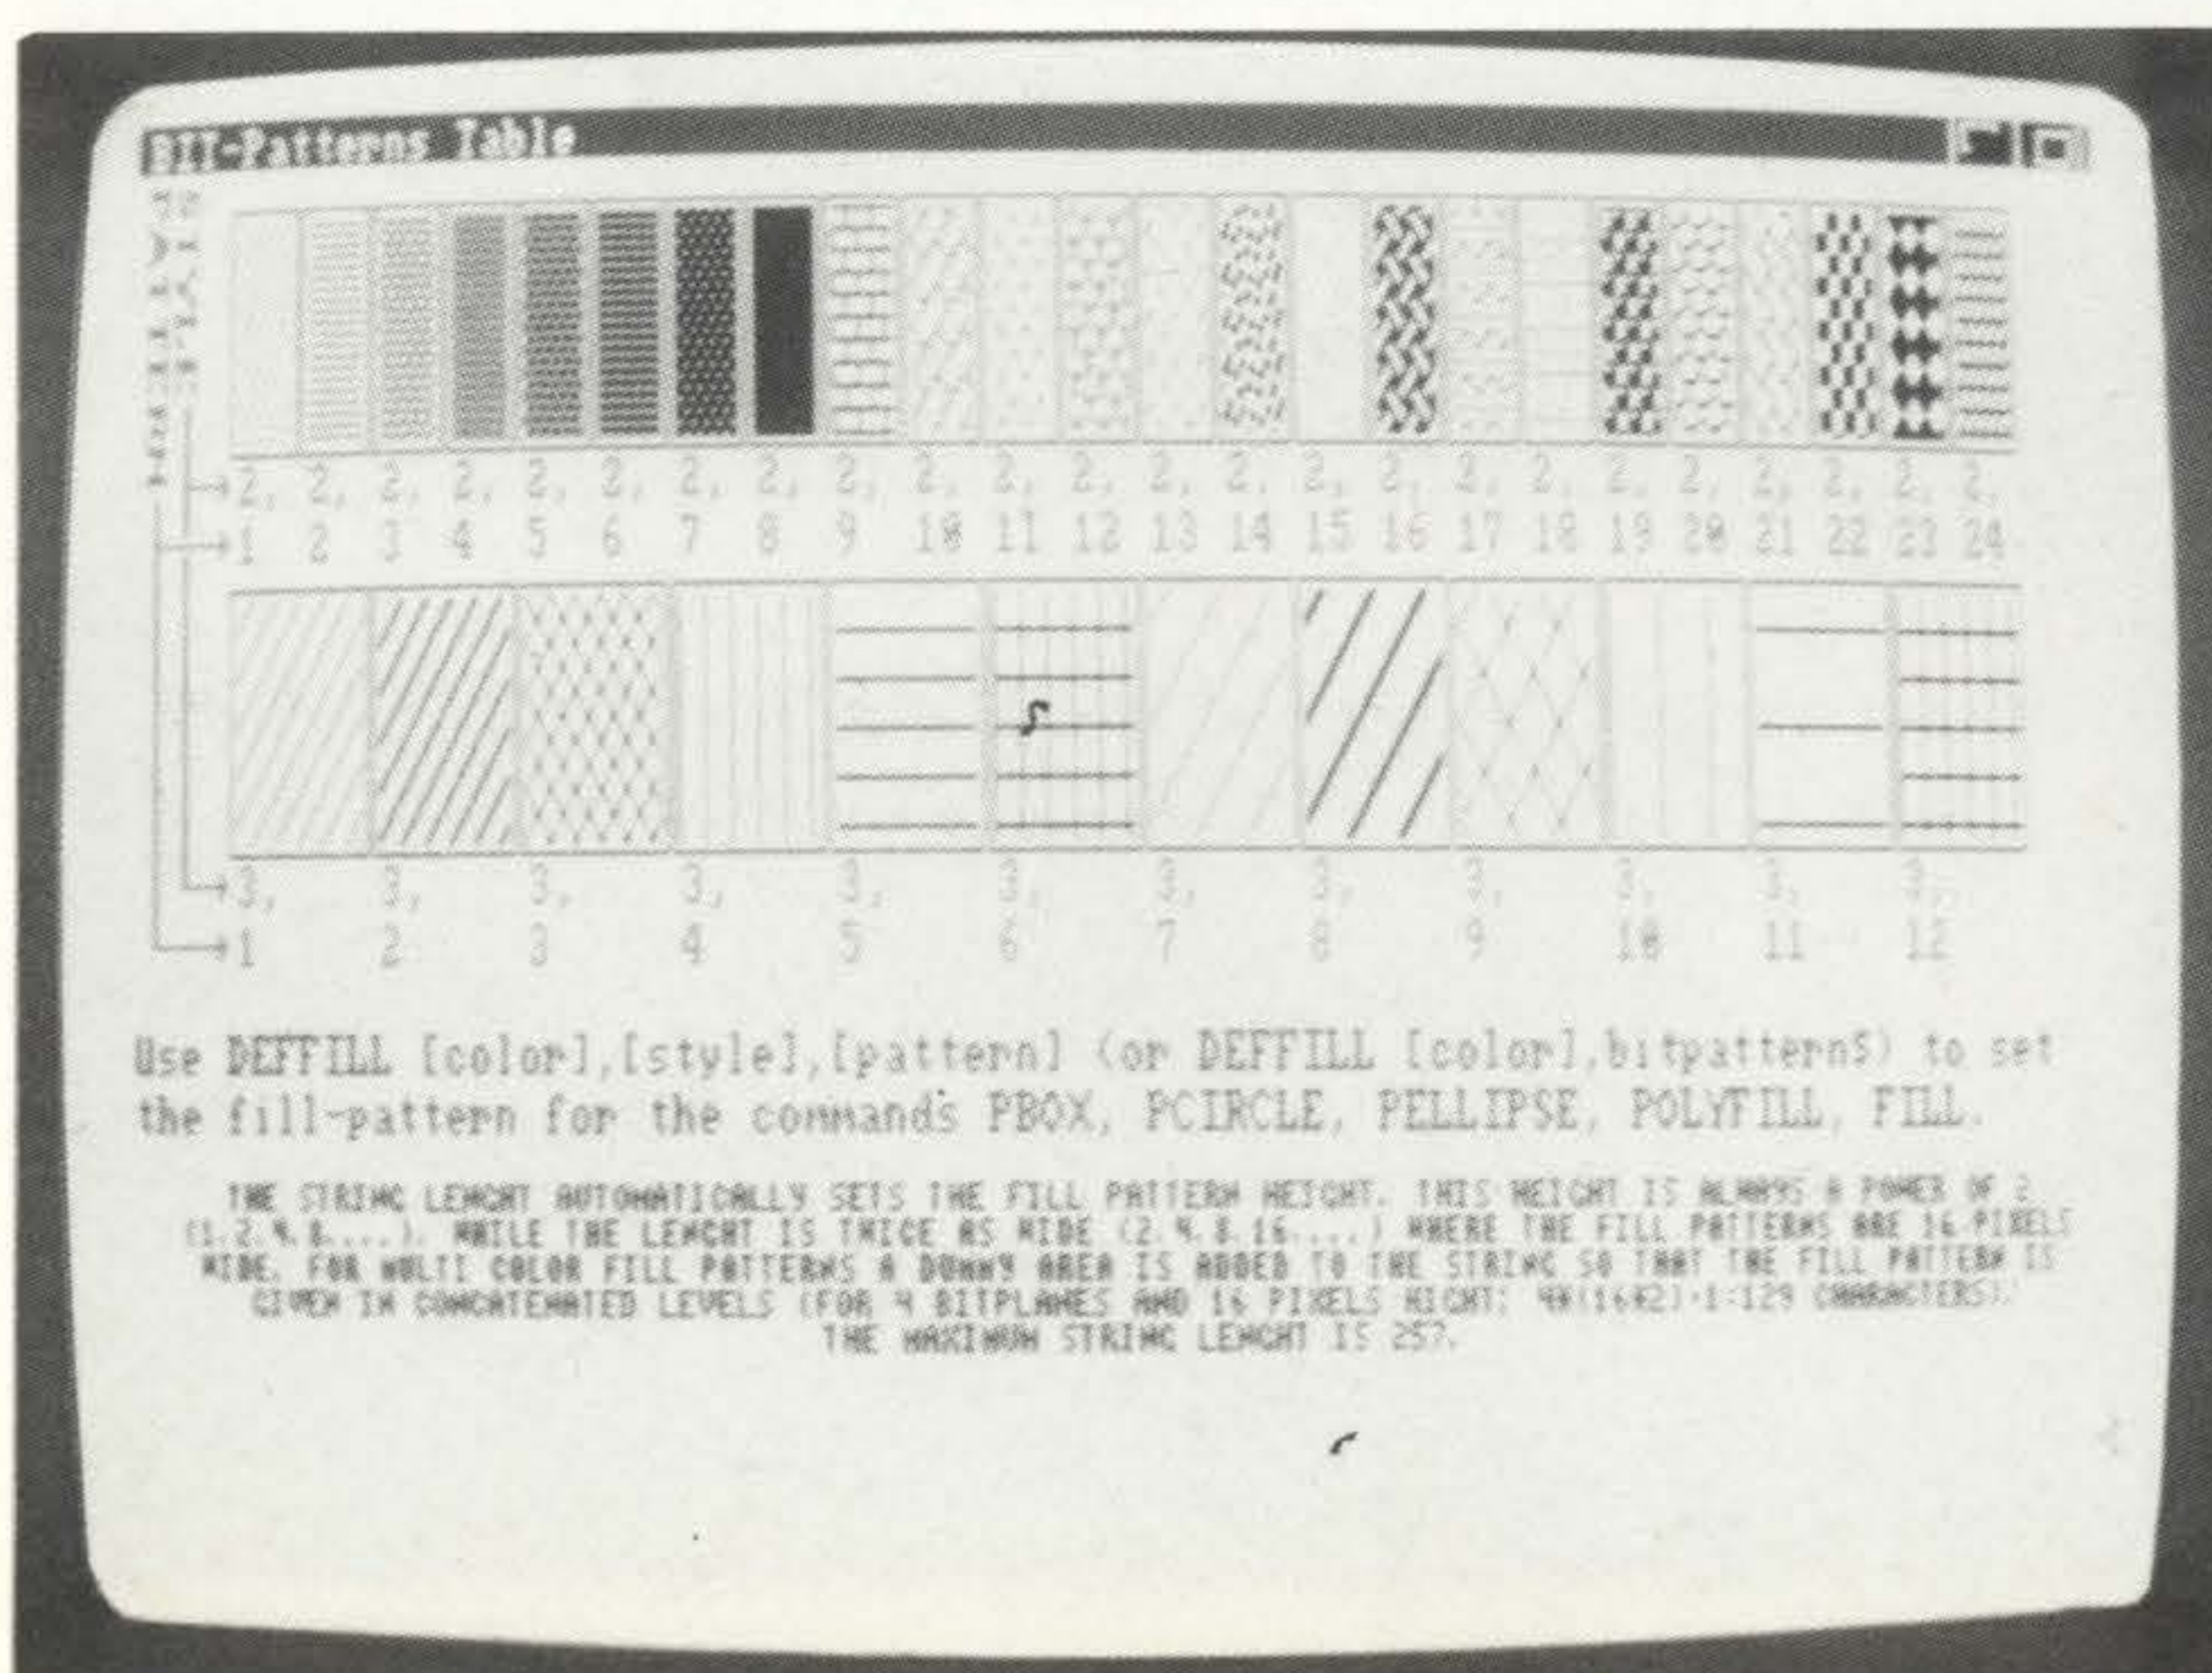 BIT-Patterns Table
PATTERN
STYLE
2, 2, 2, 2, 2, 2, 2, 2, 2, 2, 2, 2, 2, 2, 2, 2, 2, 2, 2, 2, 2, 2, 2, 2,
1 2 3 4 5 6 7 8 9 10 11 12 13 14 15 16 17 18 19 20 21 22 23 24
3, 3, 3, 3, 3, 3, 3, 3, 3, 3, 3, 3,
1 2 3 4 5 6 7 8 9 10 11 12
Use DEFFILL [color],[style],[pattern] (or DEFFILL [color],bitpattern$) to set
the fill-pattern for the commands PBOX, PCIRCLE, PELLIPSE, POLYFILL, FILL.
THE STRING LENGHT AUTOMATICALLY SETS THE FILL PATTERN HEIGHT. THIS HEIGHT IS ALWAYS A POWER OF 2
(1,2,4,8,...), WHILE THE LENGHT IS TWICE AS WIDE (2,4,8,16,...) WHERE THE FILL PATTERNS ARE 16 PIXELS
WIDE. FOR MULTI COLOR FILL PATTERNS A DUMMY AREA IS ADDED TO THE STRING SO THAT THE FILL PATTERN IS
GIVEN IN CONCATENATED LEVELS (FOR 4 BITPLANES AND 16 PIXELS HIGHT: 4*(16*2)+1=129 CHARACTERS).
THE MAXIMUM STRING LENGHT IS 257.